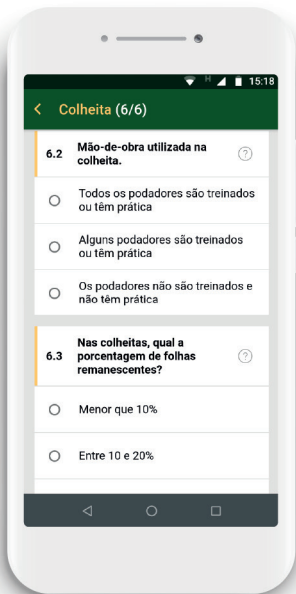 H 15:18
Colheita (6/6)
6.2 Mão-de-obra utilizada na
colheita.
?
Todos os podadores são treinados
ou têm prática
Alguns podadores são treinados
ou têm prática
Os podadores não são treinados e
não têm prática
6.3 Nas colheitas, qual a
porcentagem de folhas
remanescentes?
?
Menor que 10%
Entre 10 e 20%